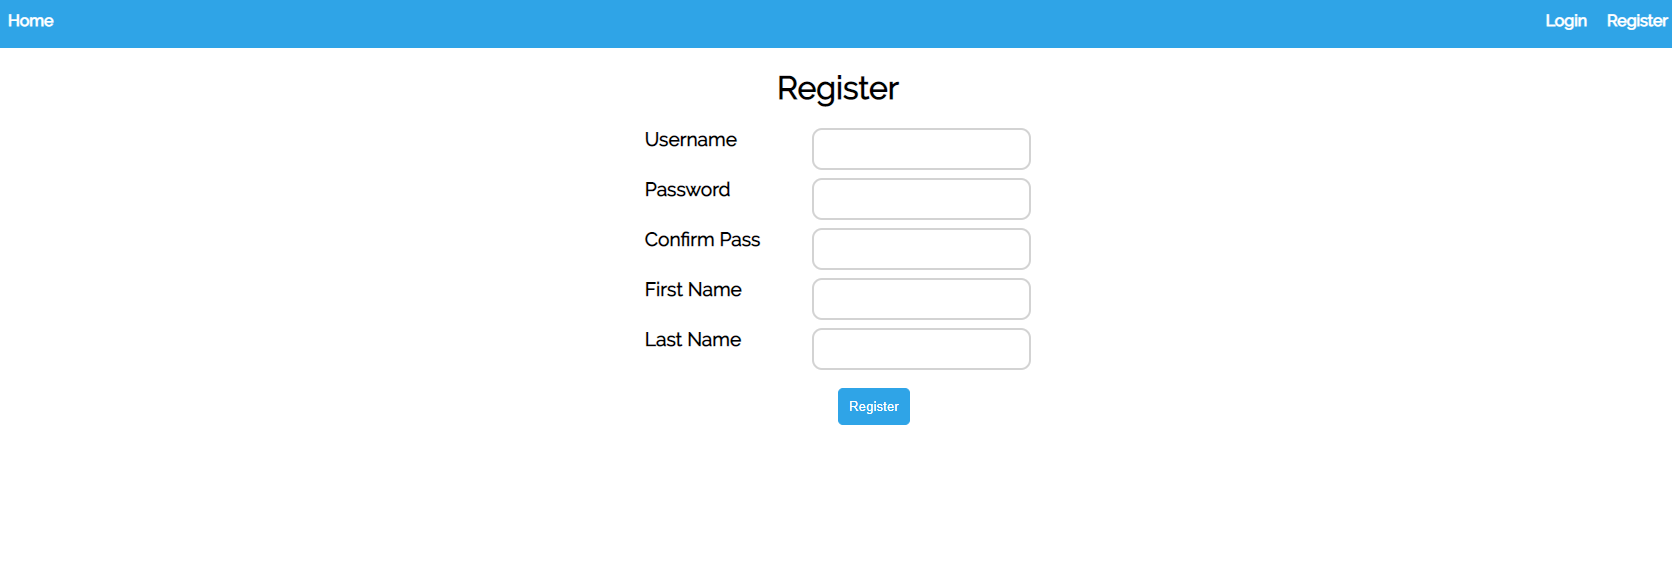 Home Login Register
Register
Username
Password
Confirm Pass
First Name
Last Name
Register